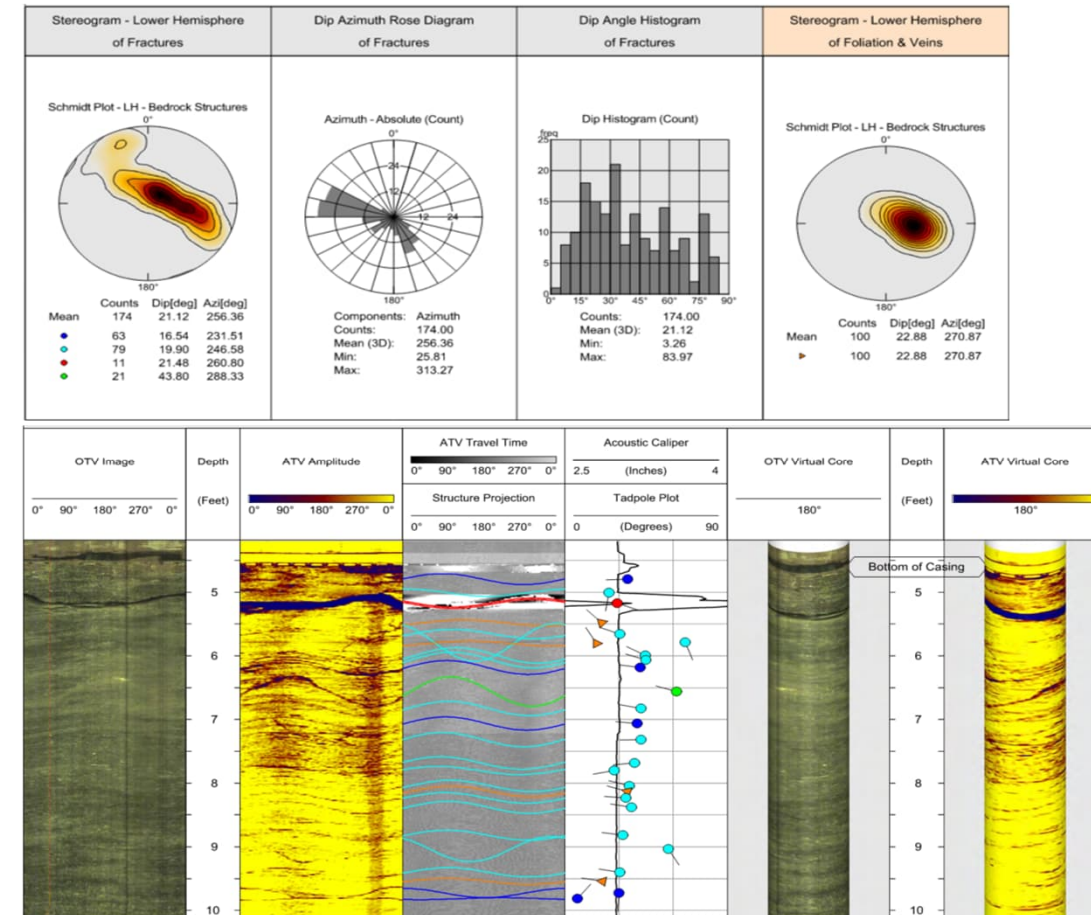 Stereogram - Lower Hemisphere
of Fractures
Dip Azimuth Rose Diagram
of Fractures
Dip Angle Histogram
of Fractures
Stereogram - Lower Hemisphere
of Foliation & Veins
Schmidt Plot - LH - Bedrock Structures
0°
180°
Counts Dip[deg] Azi[deg]
Mean 174 21.12 256.36
63 16.54 231.51
79 19.90 246.58
11 21.48 260.80
21 43.80 288.33
Azimuth - Absolute (Count)
0°
24
12
12 24
180°
Components: Azimuth
Counts: 174.00
Mean (3D): 256.36
Min: 25.81
Max: 313.27
Dip Histogram (Count)
freq
25
20
15
10
5
0° 15° 30° 45° 60° 75° 90°
Counts: 174.00
Mean (3D): 21.12
Min: 3.26
Max: 83.97
Schmidt Plot - LH - Bedrock Structures
0°
180°
Counts Dip[deg] Azi[deg]
Mean 100 22.88 270.87
100 22.88 270.87
OTV Image
0° 90° 180° 270° 0°
Depth
(Feet)
ATV Amplitude
0° 90° 180° 270° 0°
ATV Travel Time
0° 90° 180° 270° 0°
Structure Projection
0° 90° 180° 270° 0°
Acoustic Caliper
2.5 (Inches) 4
Tadpole Plot
0 (Degrees) 90
OTV Virtual Core
180°
Depth
(Feet)
ATV Virtual Core
180°
Bottom of Casing
5
6
7
8
9
10
5
6
7
8
9
10